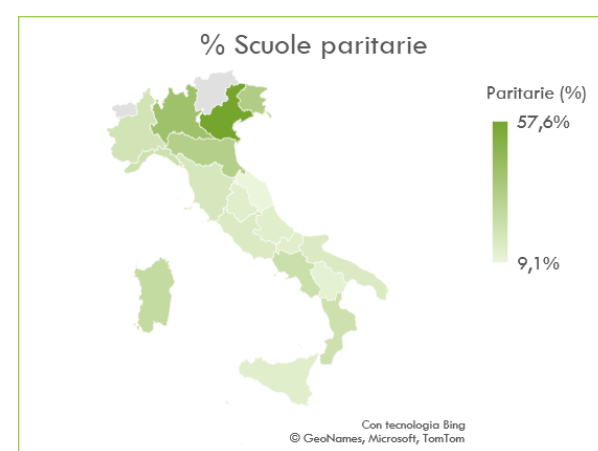 % Scuole paritarie
Paritarie (%)
57,6%
9,1%
Con tecnologia Bing
© GeoNames, Microsoft, TomTom